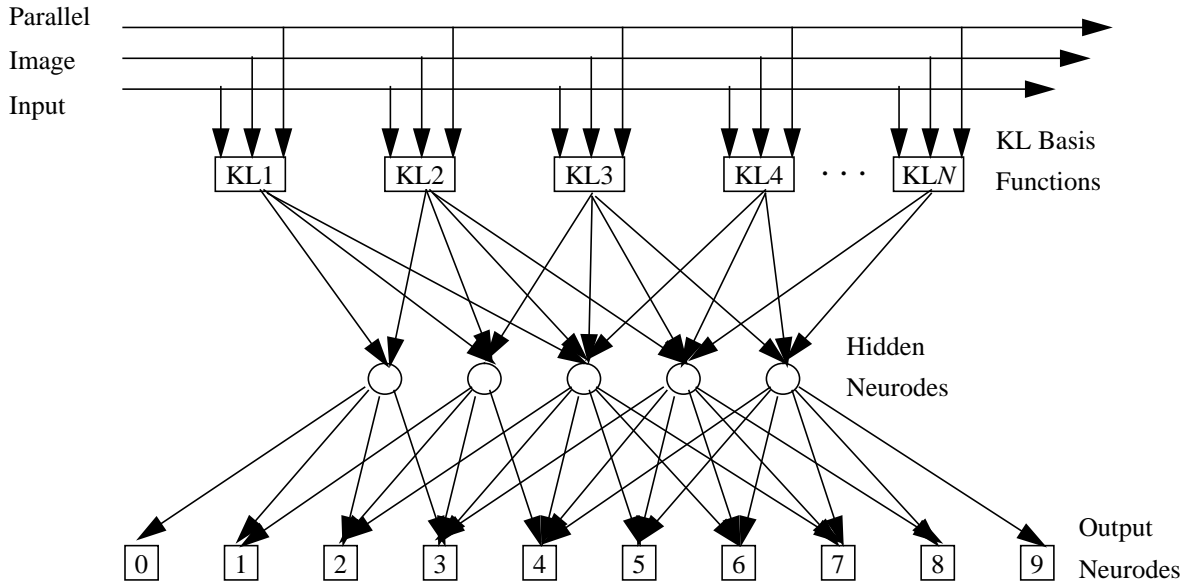 Parallel
Image
Input
KL1 KL2 KL3 KL4 · · · KLN
KL Basis
Functions
Hidden
Neurodes
Output
Neurodes
0 1 2 3 4 5 6 7 8 9